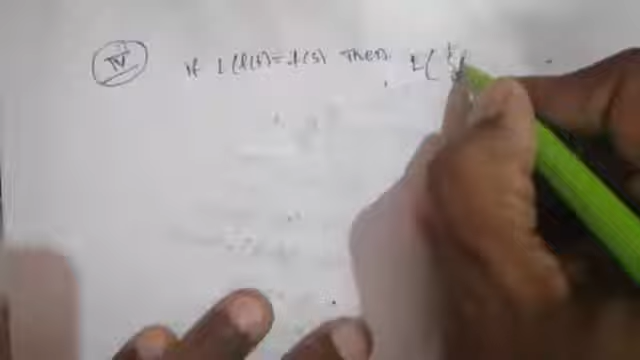 IV If L(f(t)) = f(s) Then L(